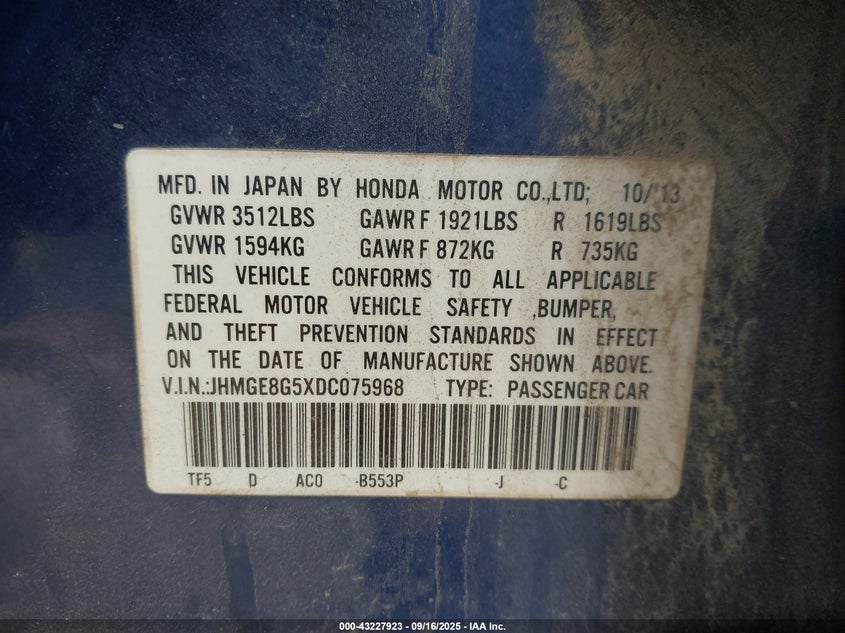 MFD. IN JAPAN BY HONDA MOTOR CO.,LTD; 10/'13
GVWR 3512LBS GAWR F 1921LBS R 1619LBS
GVWR 1594KG GAWR F 872KG R 735KG
THIS VEHICLE CONFORMS TO ALL APPLICABLE
FEDERAL MOTOR VEHICLE SAFETY ,BUMPER,
AND THEFT PREVENTION STANDARDS IN EFFECT
ON THE DATE OF MANUFACTURE SHOWN ABOVE.
V.I.N.:JHMGE8G5XDC075968 TYPE: PASSENGER CAR
TF5 D AC0 -B553P -J -C
000-43227923 - 09/16/2025 - IAA Inc.